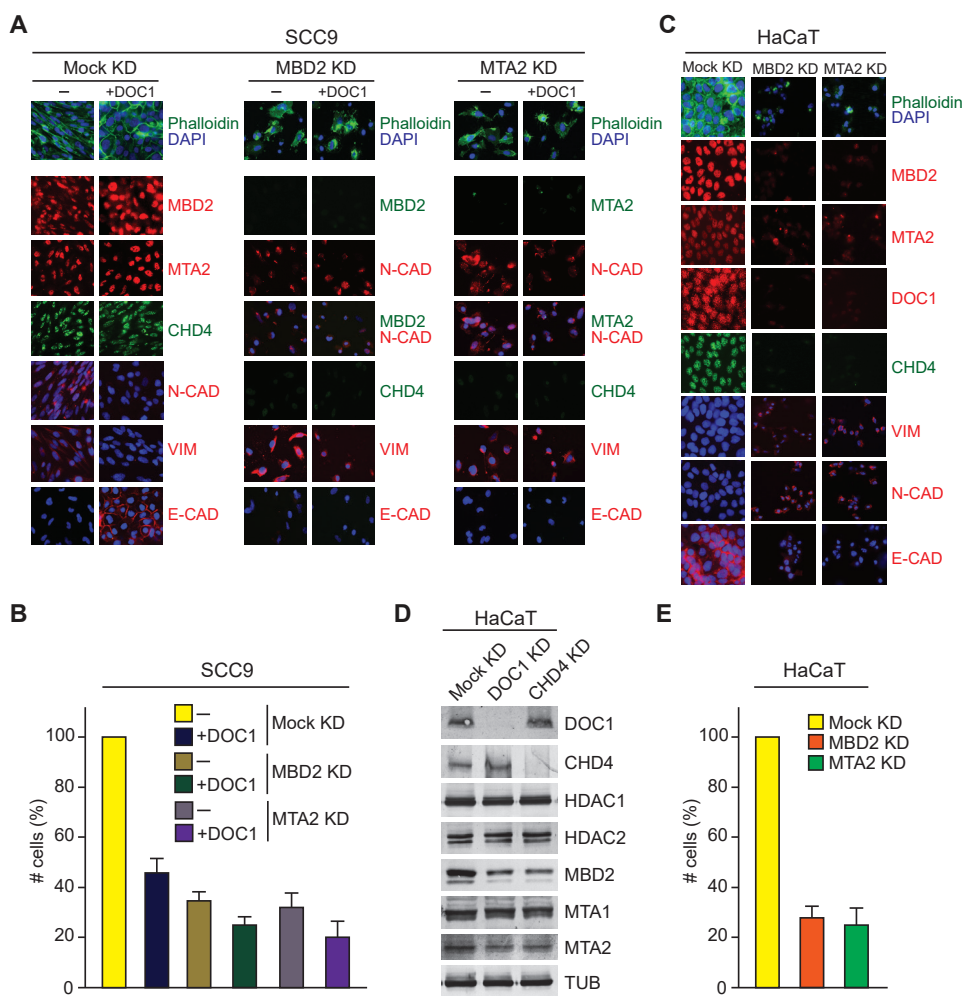 A
SCC9
Mock KD
MBD2 KD
MTA2 KD
–
+DOC1
–
+DOC1
–
+DOC1
Phalloidin
DAPI
Phalloidin
DAPI
Phalloidin
DAPI
MBD2
MBD2
MTA2
MTA2
N-CAD
N-CAD
CHD4
MBD2
N-CAD
MTA2
N-CAD
N-CAD
CHD4
CHD4
VIM
VIM
VIM
E-CAD
E-CAD
E-CAD
C
HaCaT
Mock KD
MBD2 KD
MTA2 KD
Phalloidin
DAPI
MBD2
MTA2
DOC1
CHD4
VIM
N-CAD
E-CAD
B
SCC9
# cells (%)
100
80
60
40
20
0
–
+DOC1
Mock KD
–
+DOC1
MBD2 KD
–
+DOC1
MTA2 KD
D
HaCaT
Mock KD
DOC1 KD
CHD4 KD
DOC1
CHD4
HDAC1
HDAC2
MBD2
MTA1
MTA2
TUB
E
HaCaT
# cells (%)
100
80
60
40
20
0
Mock KD
MBD2 KD
MTA2 KD